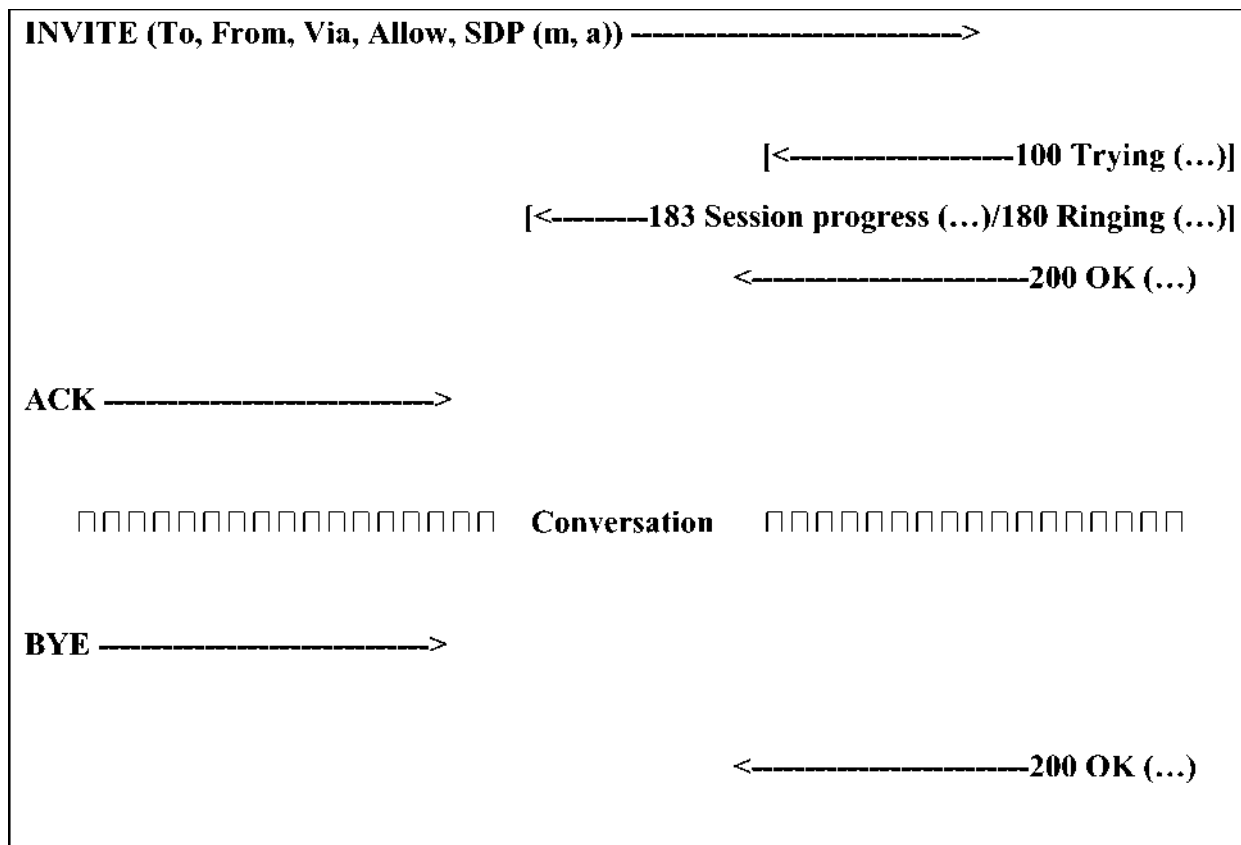 INVITE (To, From, Via, Allow, SDP (m, a)) ------------------------------->
[<---------------------100 Trying (…)]
[<---------183 Session progress (…)/180 Ringing (…)]
<--------------------------200 OK (…)
ACK ------------------------------->
□□□□□□□□□□□□□□□□□ Conversation □□□□□□□□□□□□□□□□□
BYE ------------------------------->
<--------------------------200 OK (…)